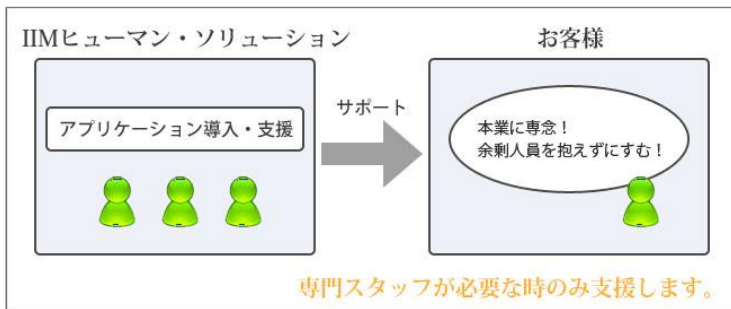 IIMヒューマン・ソリューション
お客様
アプリケーション導入・支援
サポート
本業に専念！
余剰人員を抱えずにすむ！
専門スタッフが必要な時のみ支援します。